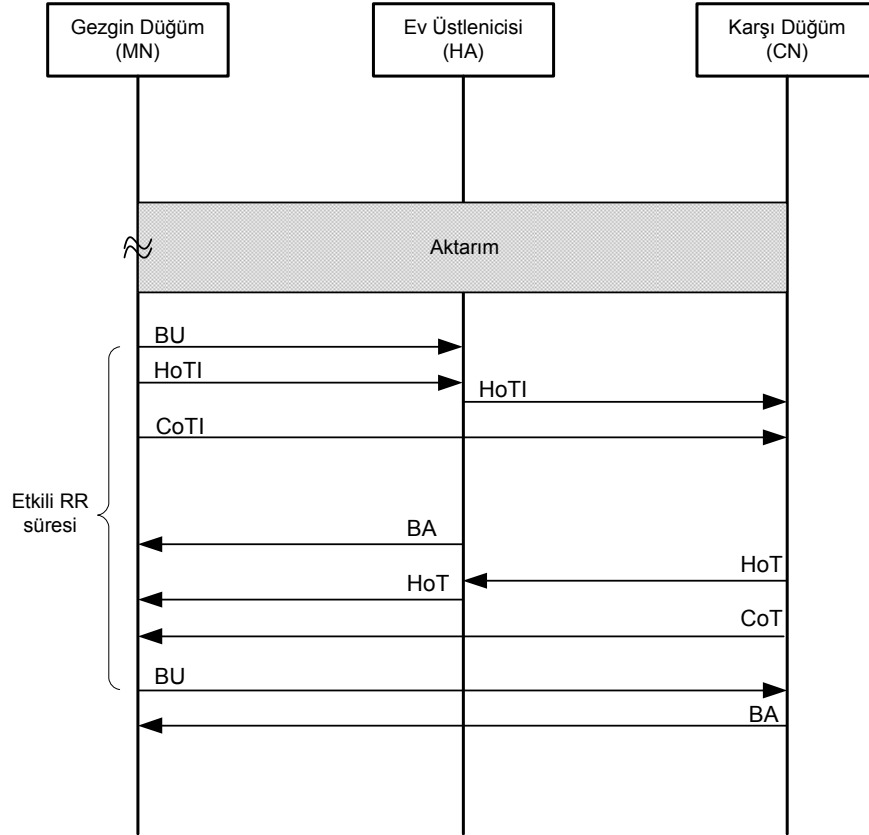 Gezgin Düğüm
(MN)
Ev Üstlenicisi
(HA)
Karşı Düğüm
(CN)
Aktarım
BU
HoTI
HoTI
CoTI
Etkili RR
süresi
BA
HoT
HoT
CoT
BU
BA